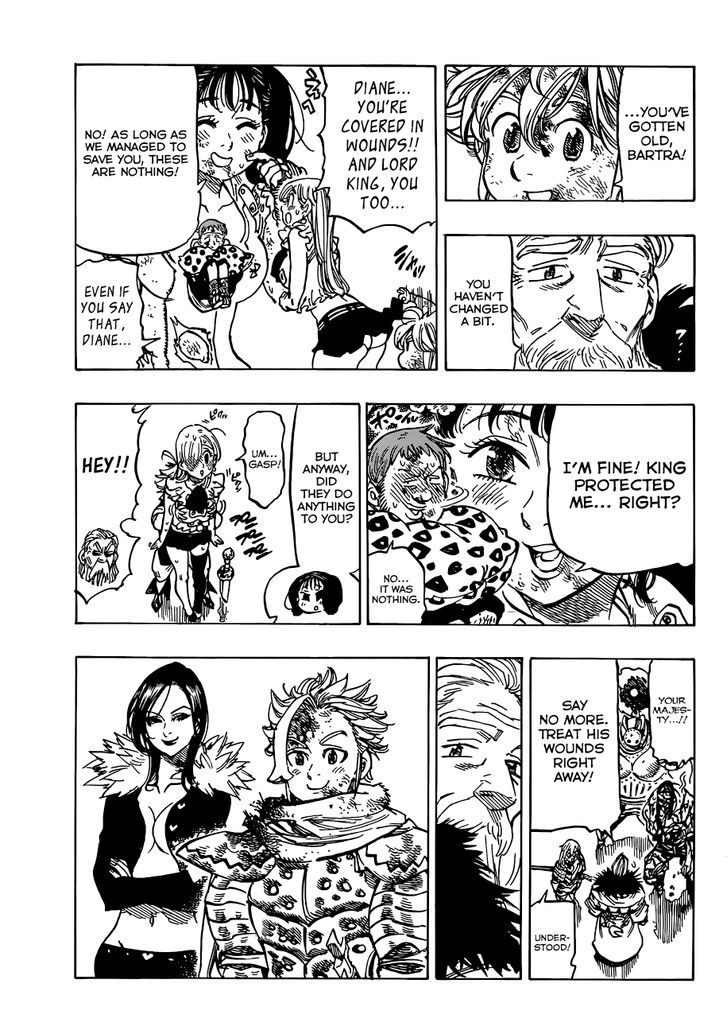 ...YOU'VE
GOTTEN
OLD,
BARTRA!
YOU
HAVEN'T
CHANGED
A BIT.
DIANE...
YOU'RE
COVERED IN
WOUNDS!!
AND LORD
KING, YOU
TOO...
NO! AS LONG AS
WE MANAGED TO
SAVE YOU, THESE
ARE NOTHING!
EVEN IF
YOU SAY
THAT,
DIANE...
I'M FINE! KING
PROTECTED
ME... RIGHT?
NO...
IT WAS
NOTHING.
BUT
ANYWAY,
DID
THEY DO
ANYTHING
TO YOU?
UM...
GASP!
HEY!!
YOUR
MAJES-
TY...!!
SAY
NO MORE.
TREAT HIS
WOUNDS
RIGHT
AWAY!
UNDER-
STOOD!